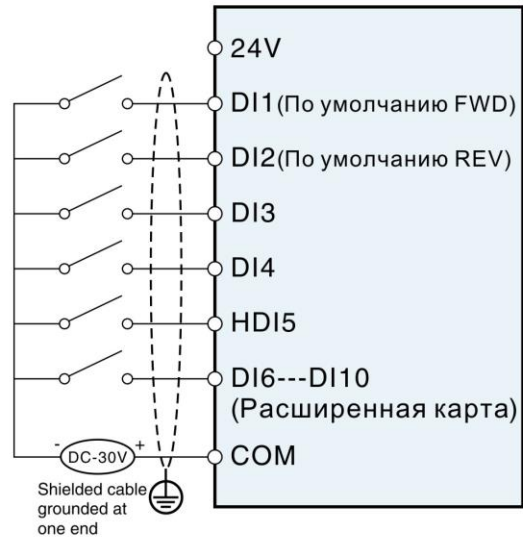 24V
DI1(По умолчанию FWD)
DI2(По умолчанию REV)
DI3
DI4
HDI5
DI6---DI10
(Расширенная карта)
- DC-30V + COM
Shielded cable
grounded at
one end